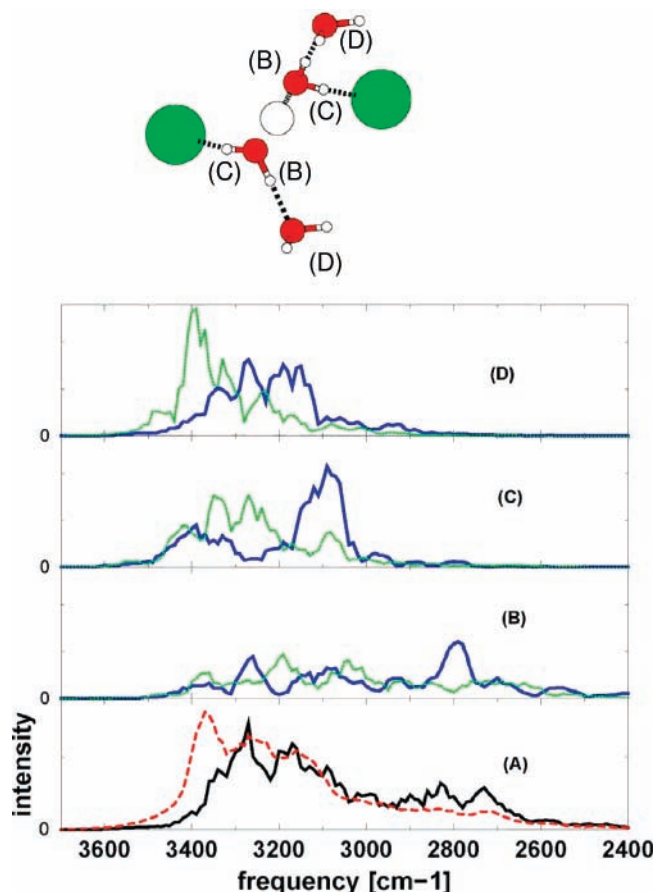 (D)
(B)
(C)
(C)
(B)
(D)
(D)
0
(C)
0
(B)
0
(A)
0
intensity
3600 3400 3200 3000 2800 2600 2400
frequency [cm−1]